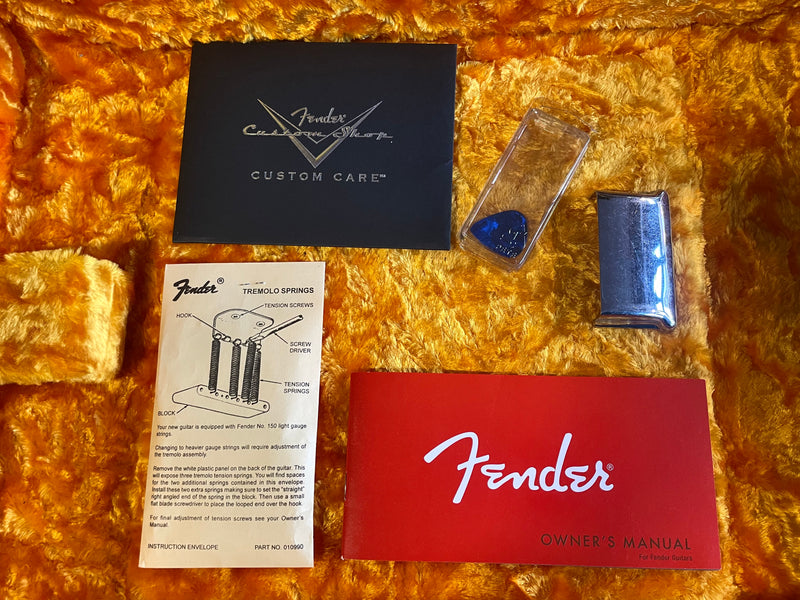 Fender
Custom Shop
CUSTOM CARE™
Fender®
TREMOLO SPRINGS
TENSION SCREWS
HOOK
SCREW
DRIVER
TENSION
SPRINGS
BLOCK
Your new guitar is equipped with Fender No. 150 light gauge
strings.
Changing to heavier gauge strings will require adjustment of
the tremolo assembly.
Remove the white plastic panel on the back of the guitar. This
will expose three tremolo tension springs. You will find spaces
for the two additional springs contained in this envelope.
Install these two extra springs making sure to set the "straight"
right angled end of the spring in the block. Then use a small
flat blade screwdriver to place the looped end over the hook.
For final adjustment of tension screws see your Owner's
Manual.
INSTRUCTION ENVELOPE PART NO. 010990
Fender®
OWNER'S MANUAL
For Fender Guitars